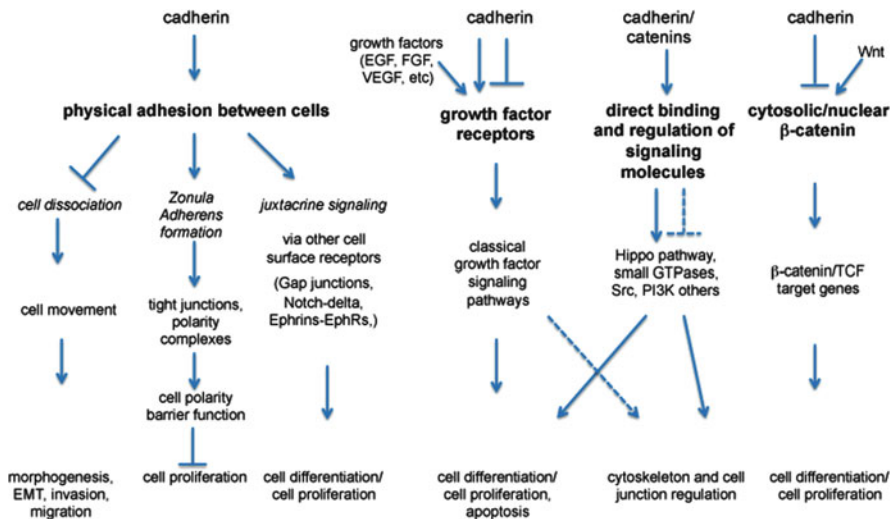 cadherin
physical adhesion between cells
cell dissociation
cell movement
morphogenesis,
EMT, invasion,
migration
Zonula
Adherens
formation
tight junctions,
polarity
complexes
cell polarity
barrier function
cell proliferation
juxtacrine signaling
via other cell
surface receptors
(Gap junctions,
Notch-delta,
Ephrins-EphRs,)
cell differentiation/
cell proliferation
cadherin
growth factors
(EGF, FGF,
VEGF, etc)
growth factor
receptors
classical
growth factor
signaling
pathways
cell differentiation/
cell proliferation,
apoptosis
cadherin/
catenins
direct binding
and regulation of
signaling
molecules
Hippo pathway,
small GTPases,
Src, PI3K others
cytoskeleton and cell
junction regulation
cadherin
Wnt
cytosolic/nuclear
β-catenin
β-catenin/TCF
target genes
cell differentiation/
cell proliferation